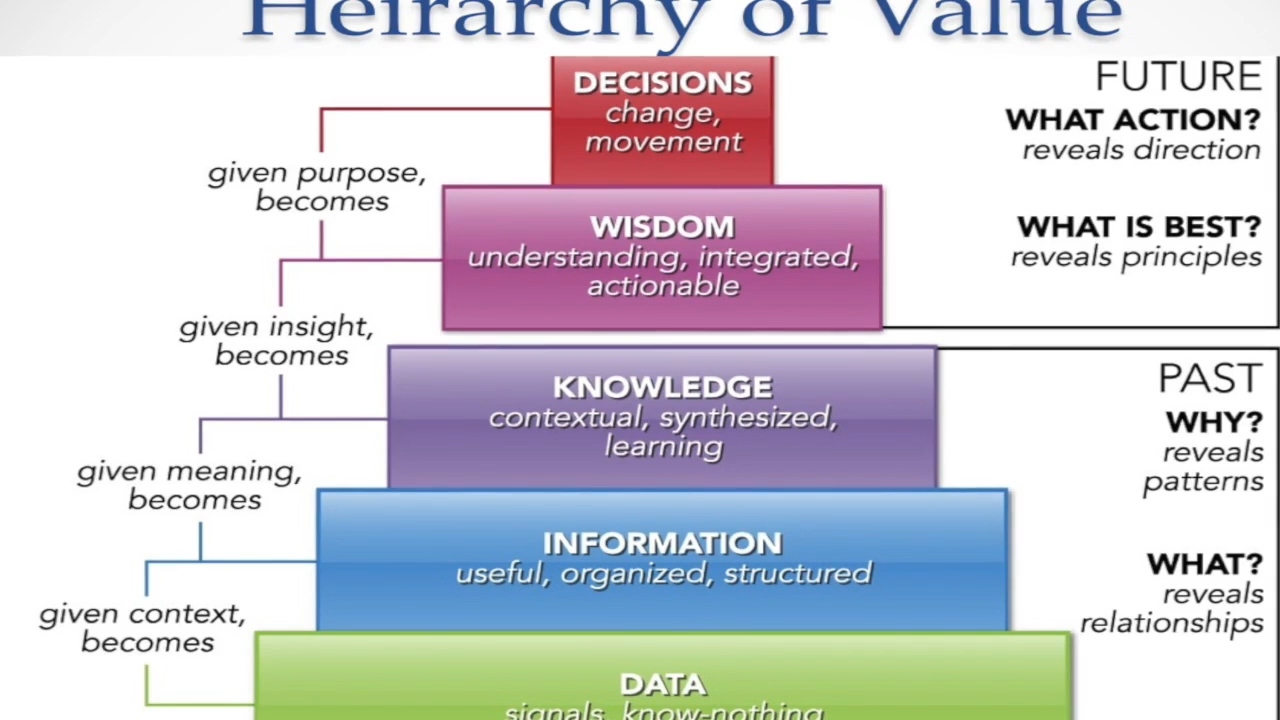 Heirarchy of Value
DECISIONS
change,
movement
given purpose,
becomes
WISDOM
understanding, integrated,
actionable
given insight,
becomes
KNOWLEDGE
contextual, synthesized,
learning
given meaning,
becomes
INFORMATION
useful, organized, structured
given context,
becomes
DATA
signals, know-nothing
FUTURE
WHAT ACTION?
reveals direction
WHAT IS BEST?
reveals principles
PAST
WHY?
reveals
patterns
WHAT?
reveals
relationships